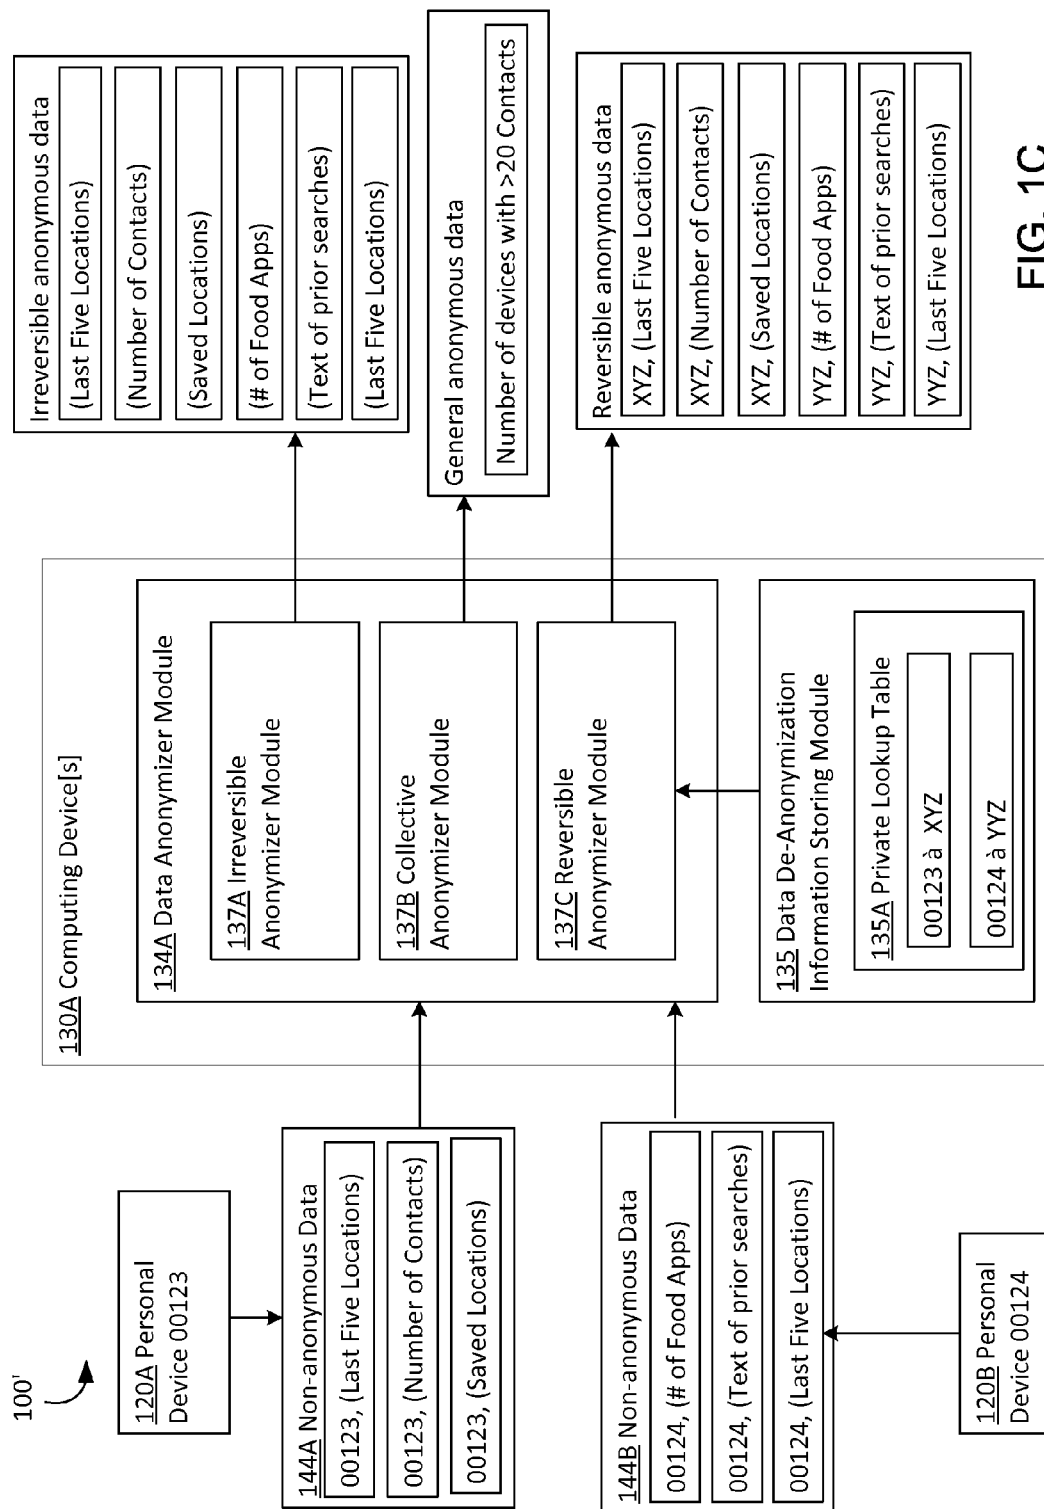 100'
120A Personal
Device 00123
144A Non-anonymous Data
00123, (Last Five Locations)
00123, (Number of Contacts)
00123, (Saved Locations)
144B Non-anonymous Data
00124, (# of Food Apps)
00124, (Text of prior searches)
00124, (Last Five Locations)
120B Personal
Device 00124
130A Computing Device[s]
134A Data Anonymizer Module
137A Irreversible
Anonymizer Module
137B Collective
Anonymizer Module
137C Reversible
Anonymizer Module
135 Data De-Anonymization
Information Storing Module
135A Private Lookup Table
00123 à XYZ
00124 à YYZ
Irreversible anonymous data
(Last Five Locations)
(Number of Contacts)
(Saved Locations)
(# of Food Apps)
(Text of prior searches)
(Last Five Locations)
General anonymous data
Number of devices with >20 Contacts
Reversible anonymous data
XYZ, (Last Five Locations)
XYZ, (Number of Contacts)
XYZ, (Saved Locations)
YYZ, (# of Food Apps)
YYZ, (Text of prior searches)
YYZ, (Last Five Locations)
FIG. 1C